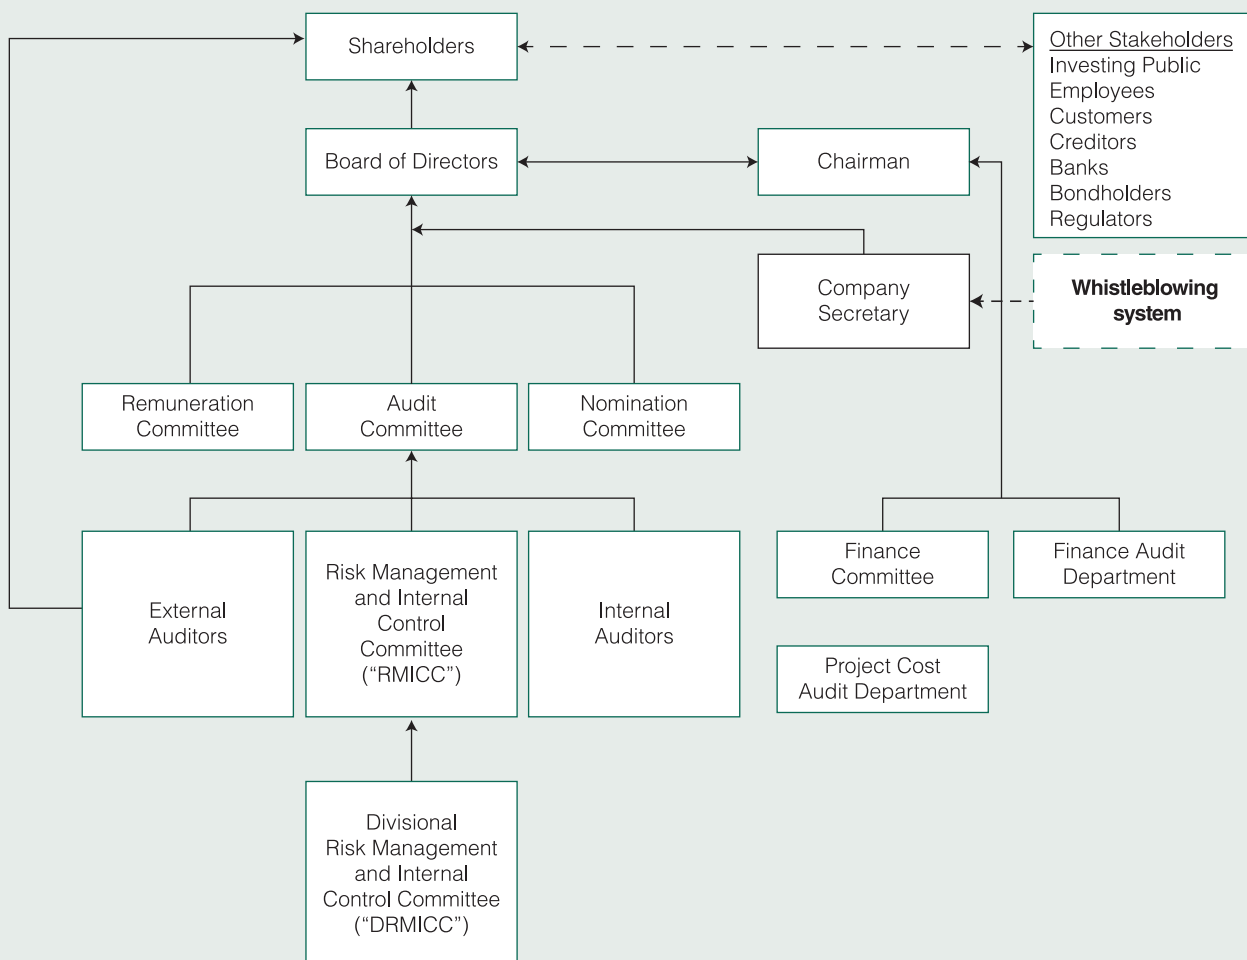 Shareholders
Other Stakeholders
Investing Public
Employees
Customers
Creditors
Banks
Bondholders
Regulators
Board of Directors
Chairman
Company
Secretary
Whistleblowing
system
Remuneration
Committee
Audit
Committee
Nomination
Committee
External
Auditors
Risk Management
and Internal
Control
Committee
(“RMICC”)
Internal
Auditors
Finance
Committee
Finance Audit
Department
Project Cost
Audit Department
Divisional
Risk Management
and Internal
Control Committee
(“DRMICC”)